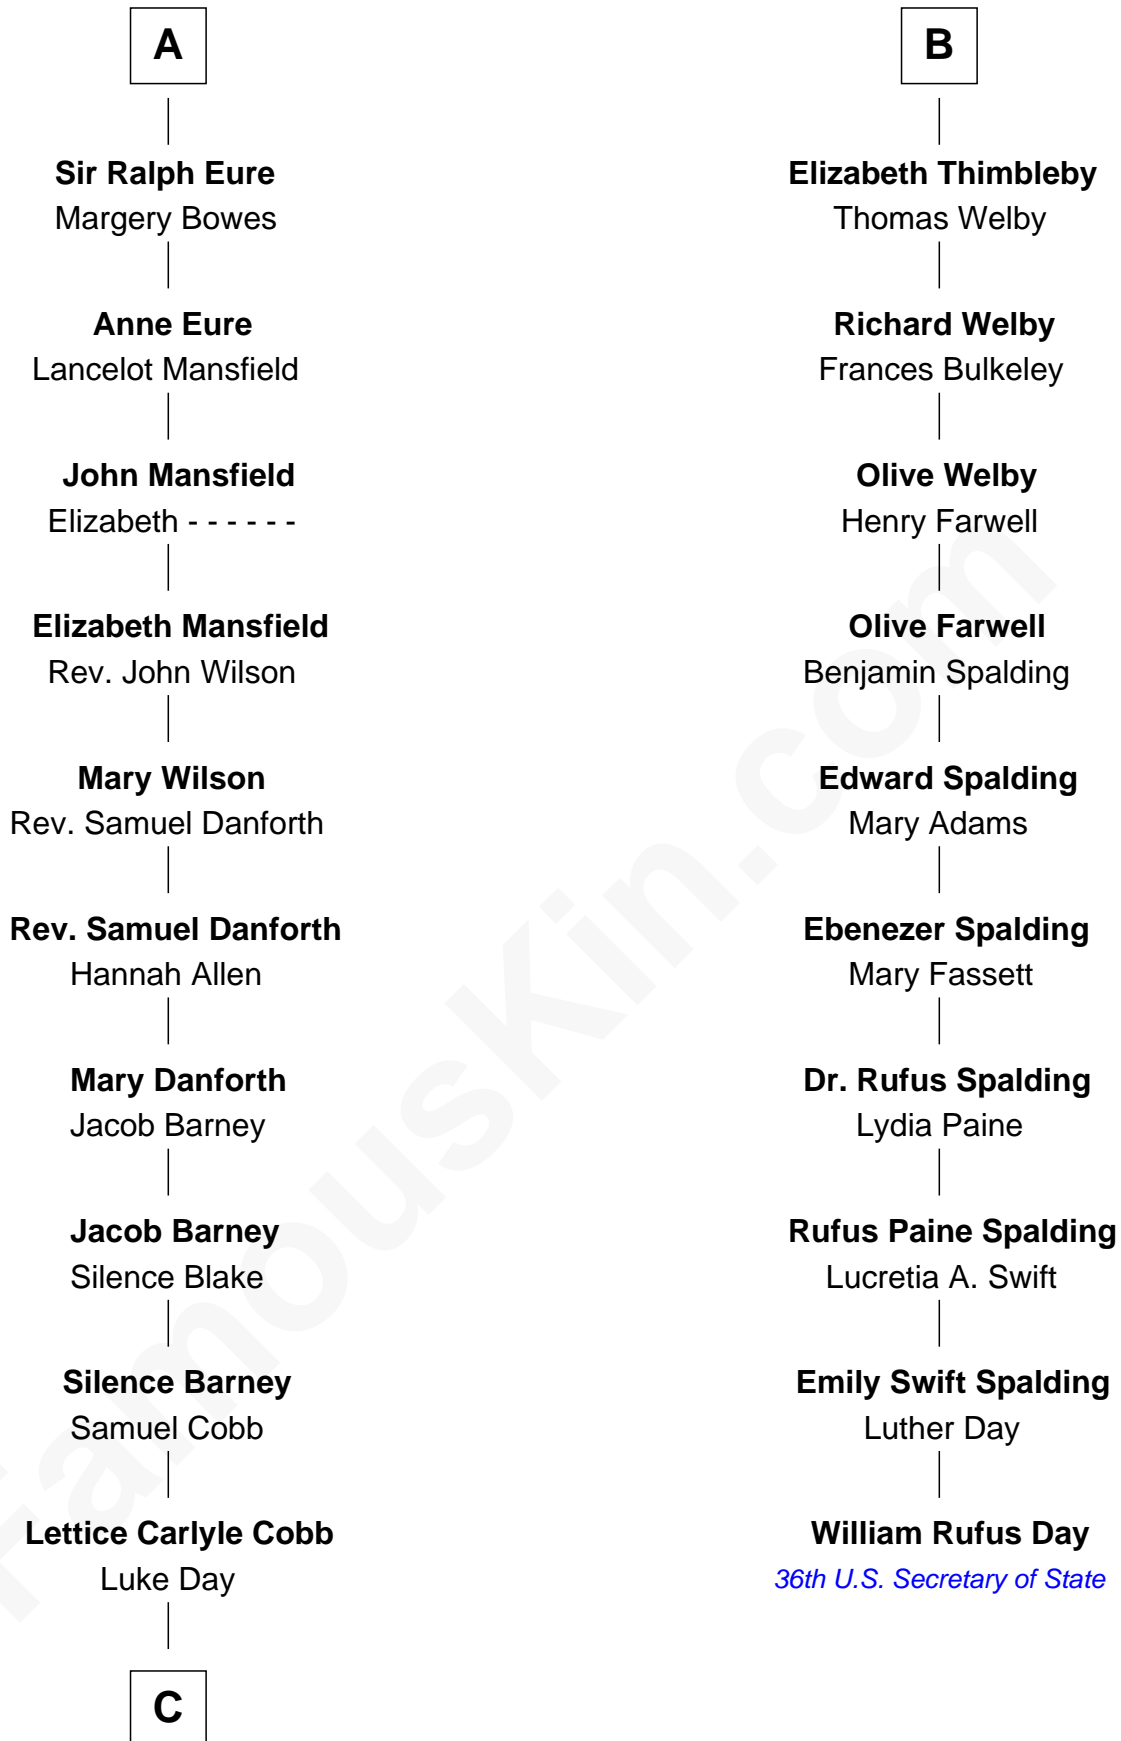 A
Sir Ralph Eure
Margery Bowes
Anne Eure
Lancelot Mansfield
John Mansfield
Elizabeth - - - - - -
Elizabeth Mansfield
Rev. John Wilson
Mary Wilson
Rev. Samuel Danforth
Rev. Samuel Danforth
Hannah Allen
Mary Danforth
Jacob Barney
Jacob Barney
Silence Blake
Silence Barney
Samuel Cobb
Lettice Carlyle Cobb
Luke Day
C
B
Elizabeth Thimbleby
Thomas Welby
Richard Welby
Frances Bulkeley
Olive Welby
Henry Farwell
Olive Farwell
Benjamin Spalding
Edward Spalding
Mary Adams
Ebenezer Spalding
Mary Fassett
Dr. Rufus Spalding
Lydia Paine
Rufus Paine Spalding
Lucretia A. Swift
Emily Swift Spalding
Luther Day
William Rufus Day
36th U.S. Secretary of State
FamousKin.com